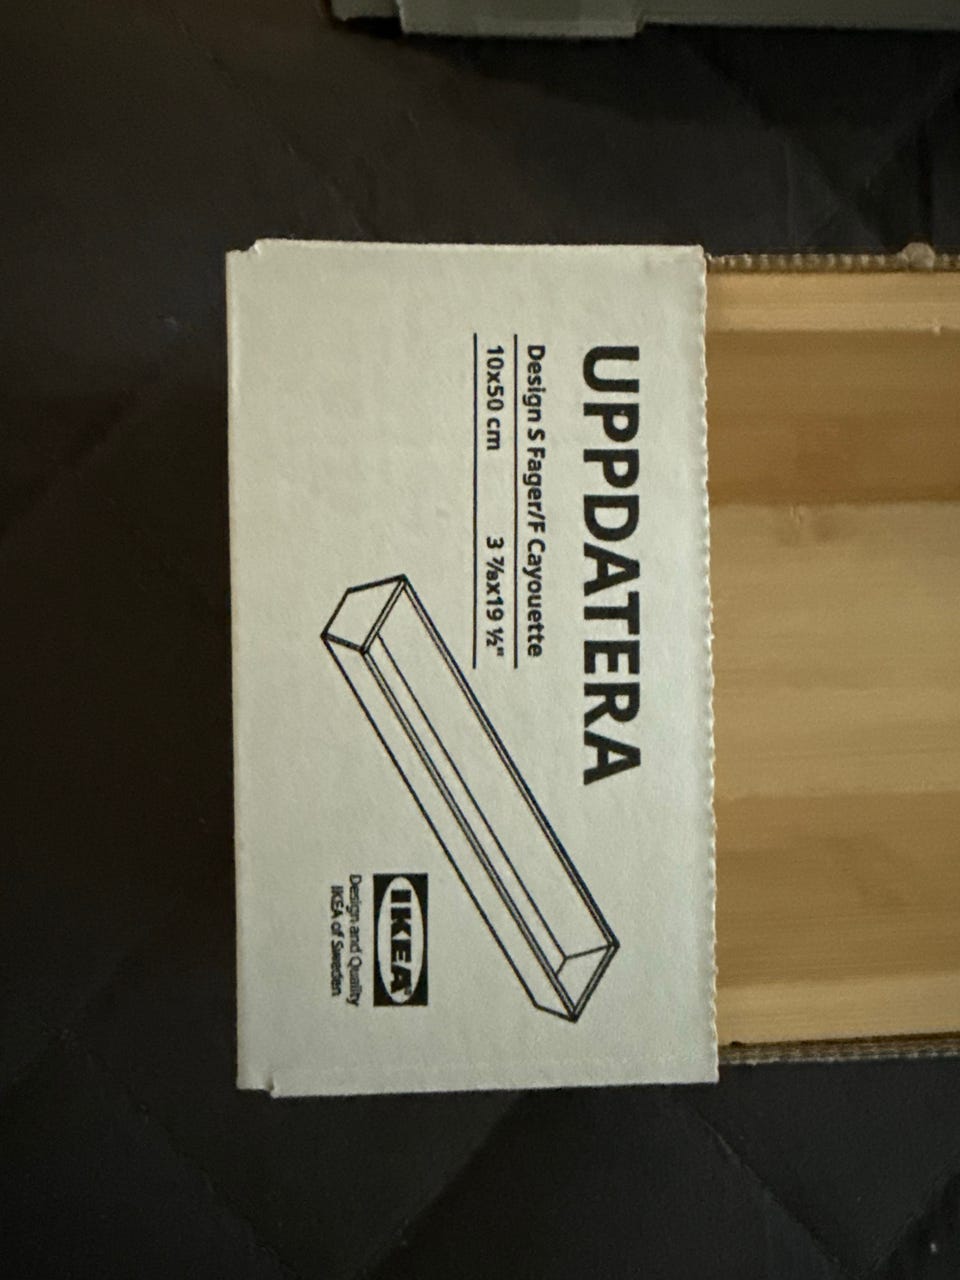 UPPDATERA
Design S Fager/F Cayouette
10x50 cm 3 ⅞x19 ½"
IKEA®
Design and Quality
IKEA of Sweden